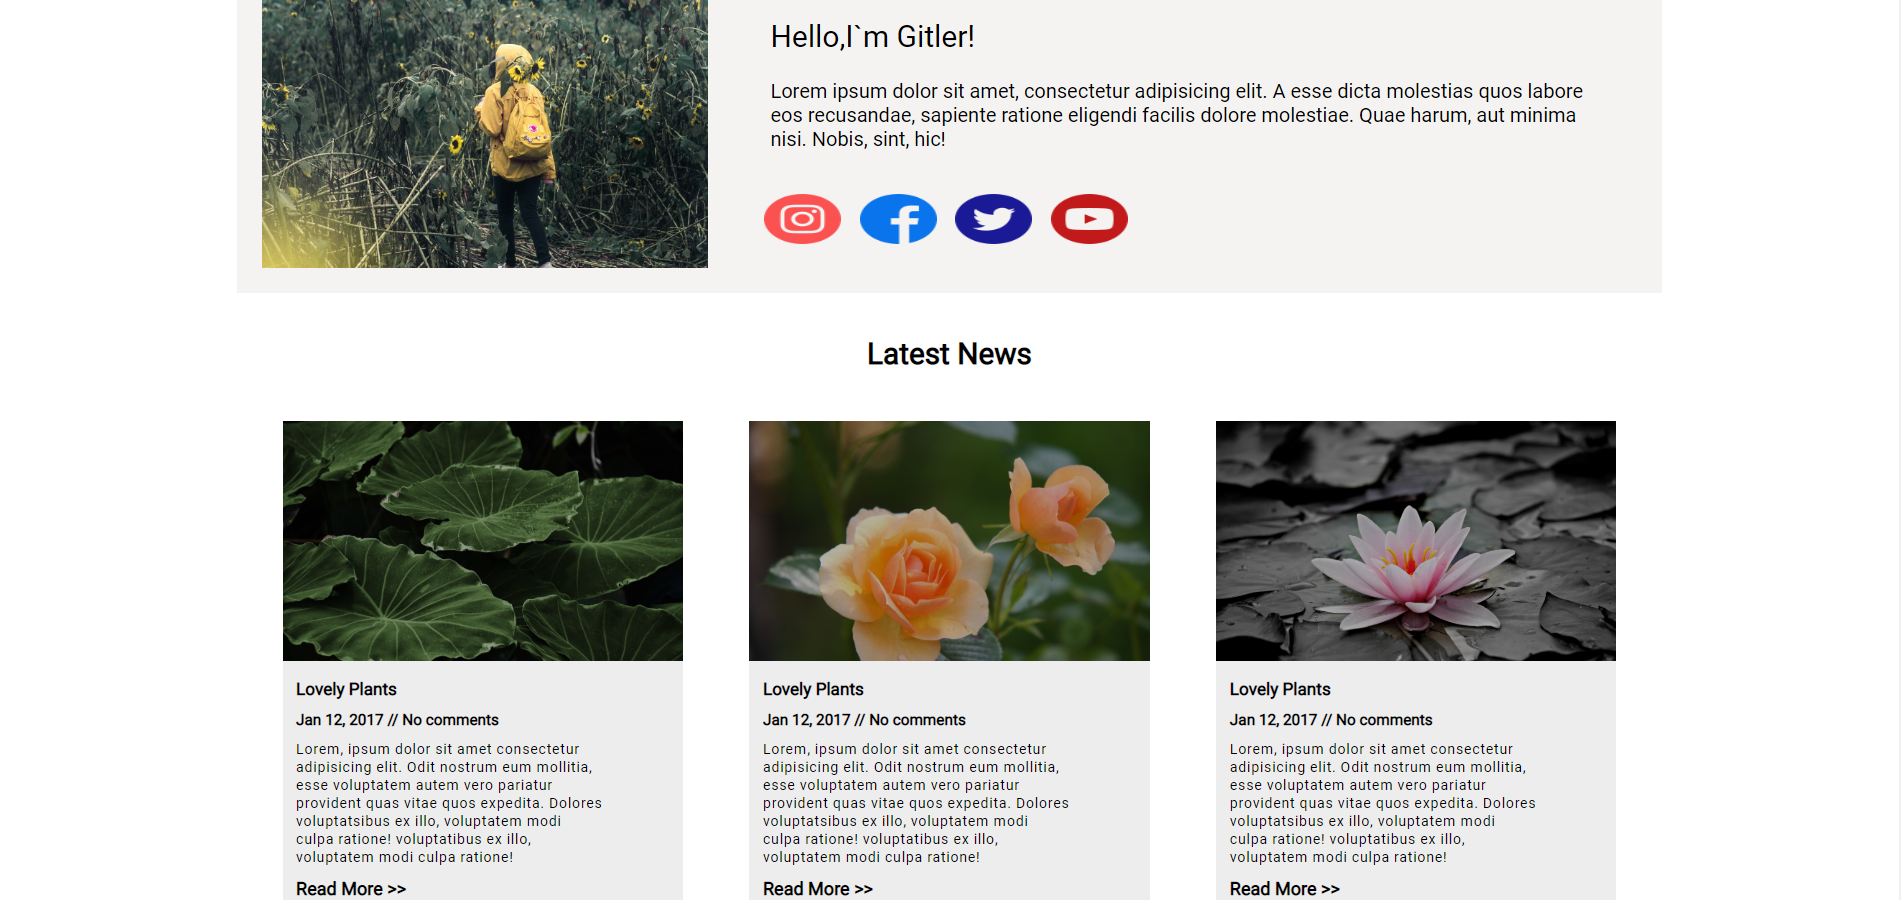 Hello,I`m Gitler!
Lorem ipsum dolor sit amet, consectetur adipisicing elit. A esse dicta molestias quos labore
eos recusandae, sapiente ratione eligendi facilis dolore molestiae. Quae harum, aut minima
nisi. Nobis, sint, hic!
Latest News
Lovely Plants
Jan 12, 2017 // No comments
Lorem, ipsum dolor sit amet consectetur
adipisicing elit. Odit nostrum eum mollitia,
esse voluptatem autem vero pariatur
provident quas vitae quos expedita. Dolores
voluptatsibus ex illo, voluptatem modi
culpa ratione! voluptatibus ex illo,
voluptatem modi culpa ratione!
Read More >>
Lovely Plants
Jan 12, 2017 // No comments
Lorem, ipsum dolor sit amet consectetur
adipisicing elit. Odit nostrum eum mollitia,
esse voluptatem autem vero pariatur
provident quas vitae quos expedita. Dolores
voluptatsibus ex illo, voluptatem modi
culpa ratione! voluptatibus ex illo,
voluptatem modi culpa ratione!
Read More >>
Lovely Plants
Jan 12, 2017 // No comments
Lorem, ipsum dolor sit amet consectetur
adipisicing elit. Odit nostrum eum mollitia,
esse voluptatem autem vero pariatur
provident quas vitae quos expedita. Dolores
voluptatsibus ex illo, voluptatem modi
culpa ratione! voluptatibus ex illo,
voluptatem modi culpa ratione!
Read More >>